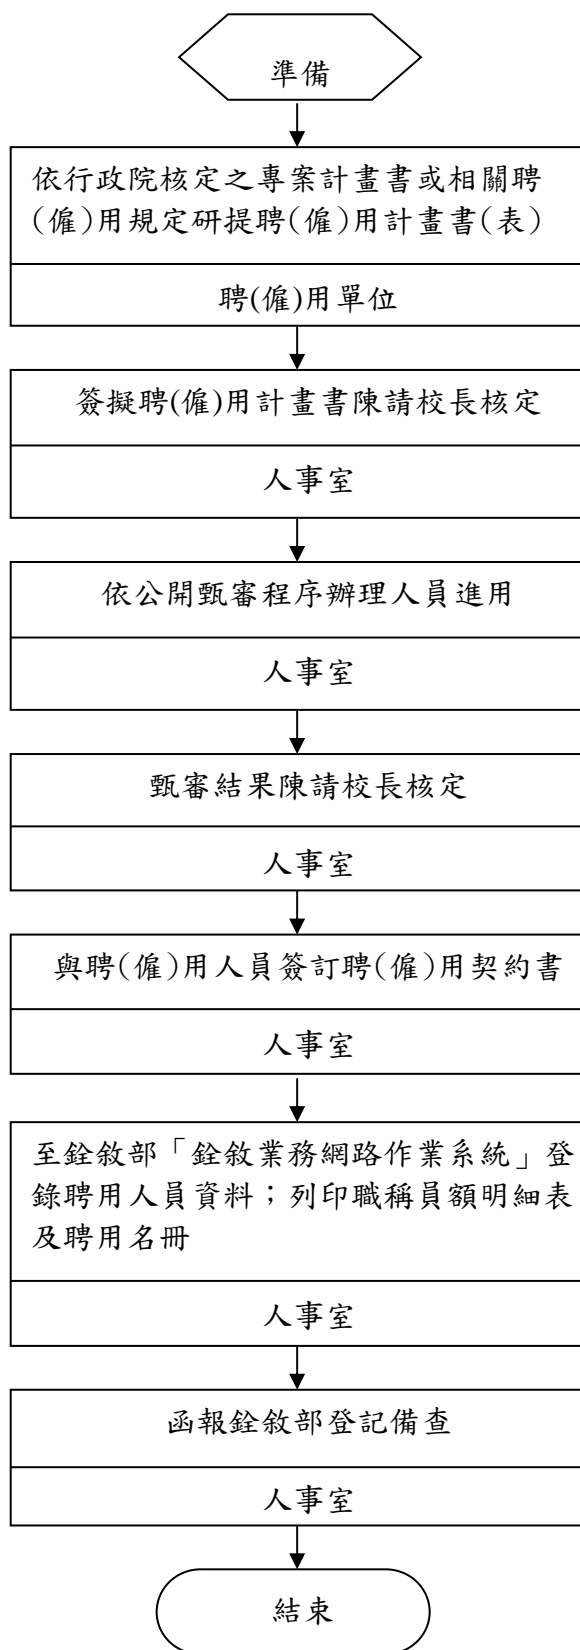 準備
依行政院核定之專案計畫書或相關聘
(僱)用規定研提聘(僱)用計畫書(表)
聘(僱)用單位
簽擬聘(僱)用計畫書陳請校長核定
人事室
依公開甄審程序辦理人員進用
人事室
甄審結果陳請校長核定
人事室
與聘(僱)用人員簽訂聘(僱)用契約書
人事室
至銓敘部「銓敘業務網路作業系統」登
錄聘用人員資料；列印職稱員額明細表
及聘用名冊
人事室
函報銓敘部登記備查
人事室
結束